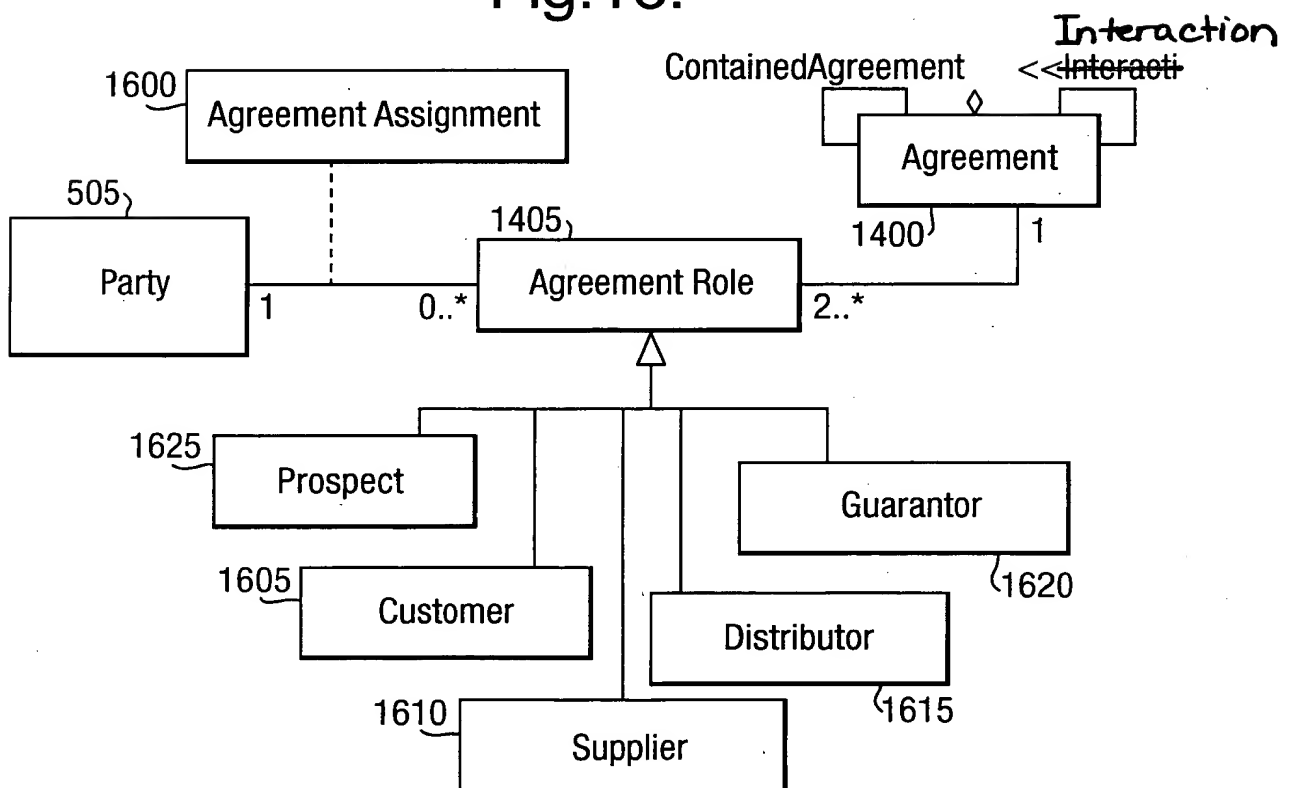 Interaction
ContainedAgreement <<Interacti
1600
Agreement Assignment
Agreement
505
1405
1400
1
Party
Agreement Role
1
0..*
2..*
1625
Prospect
Guarantor
1605
1620
Customer
Distributor
1610
1615
Supplier